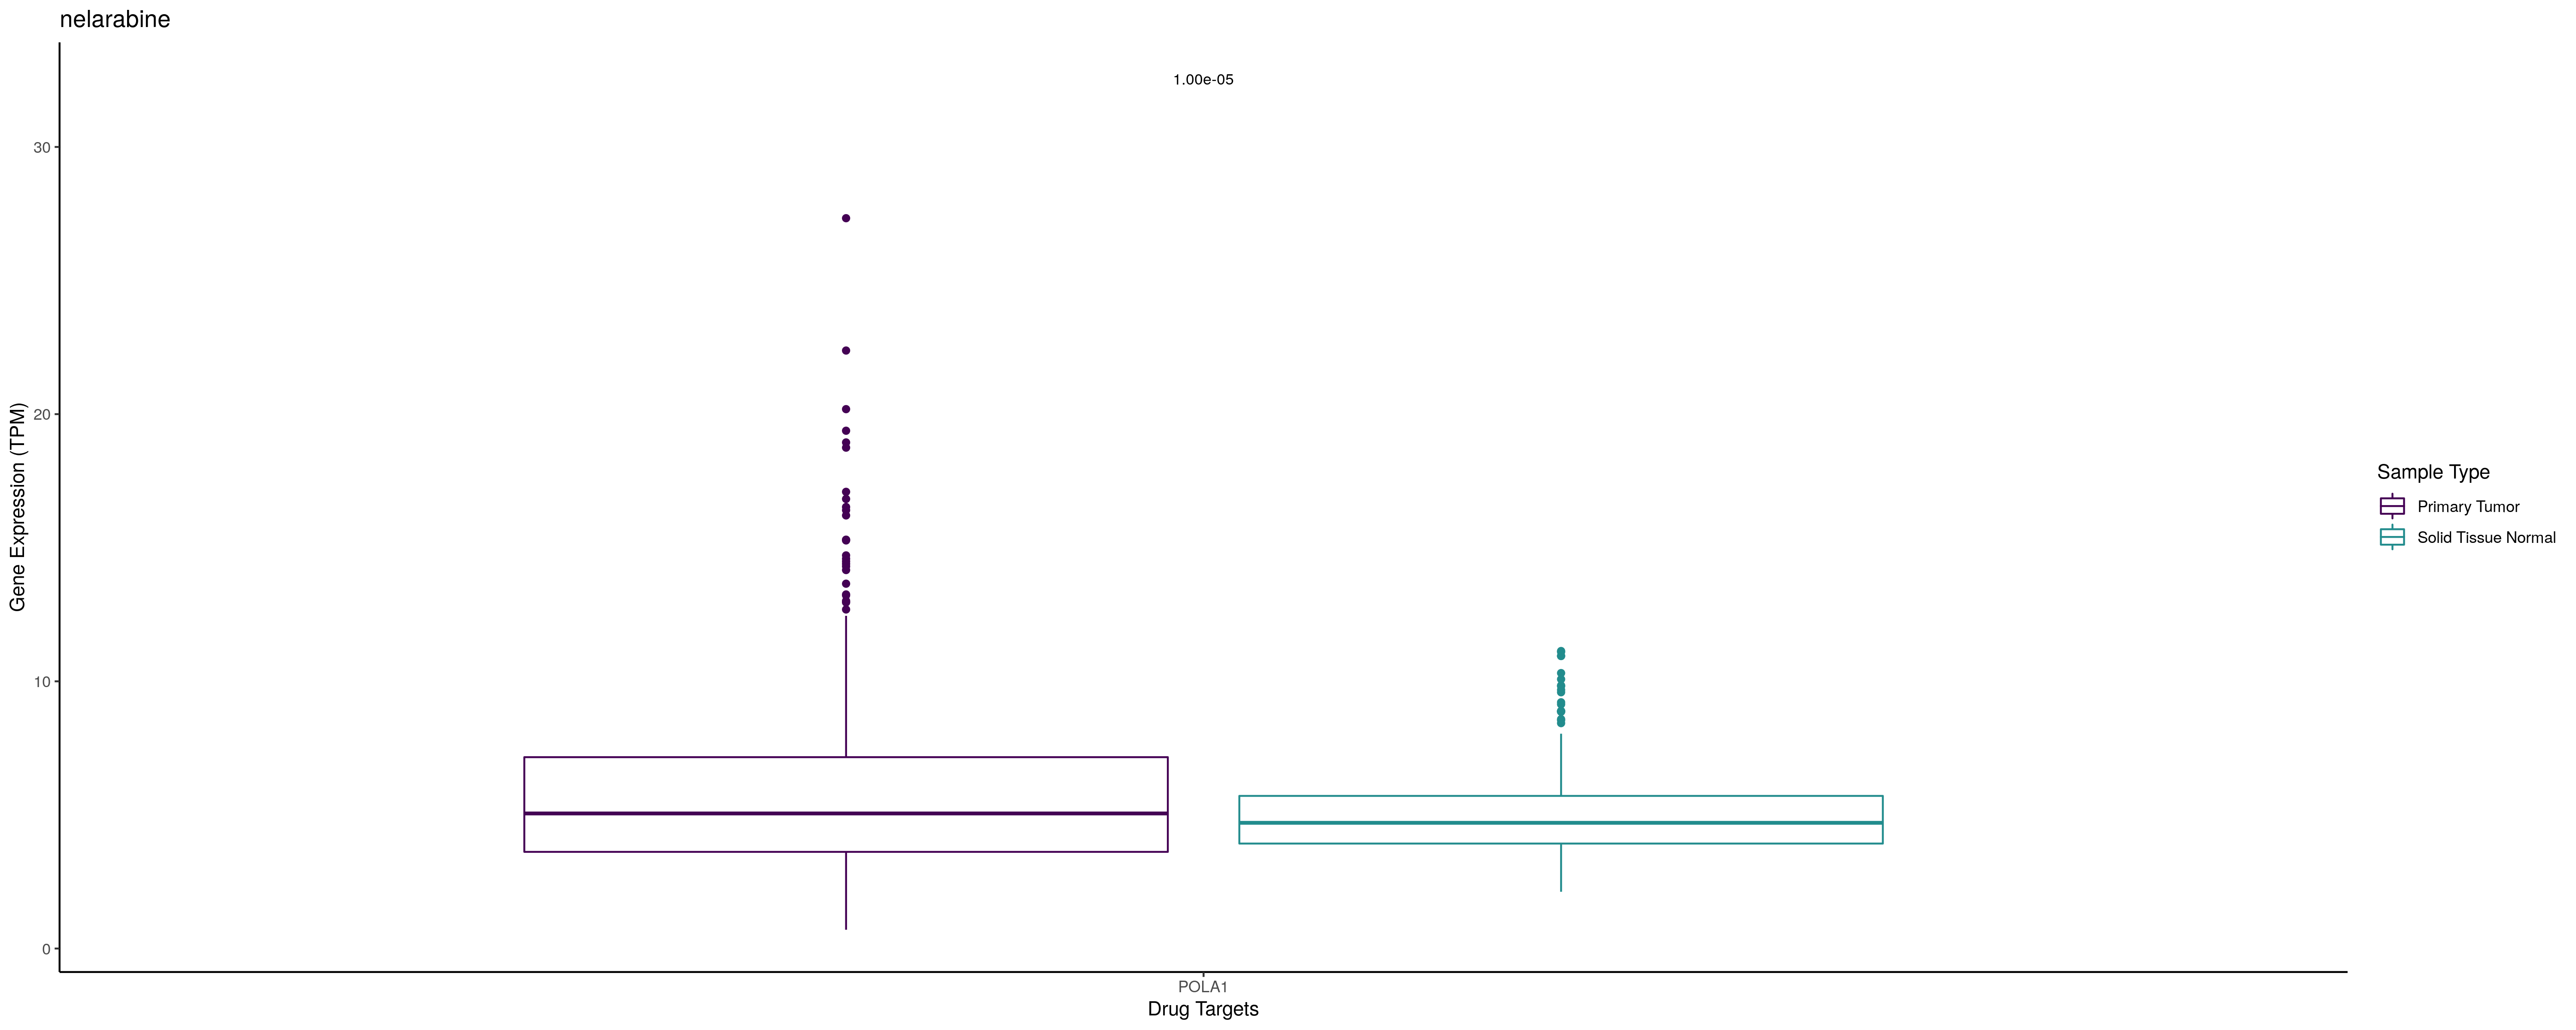 nelarabine
1.00e-05
30
20
10
0
Gene Expression (TPM)
POLA1
Drug Targets
Sample Type
Primary Tumor
Solid Tissue Normal